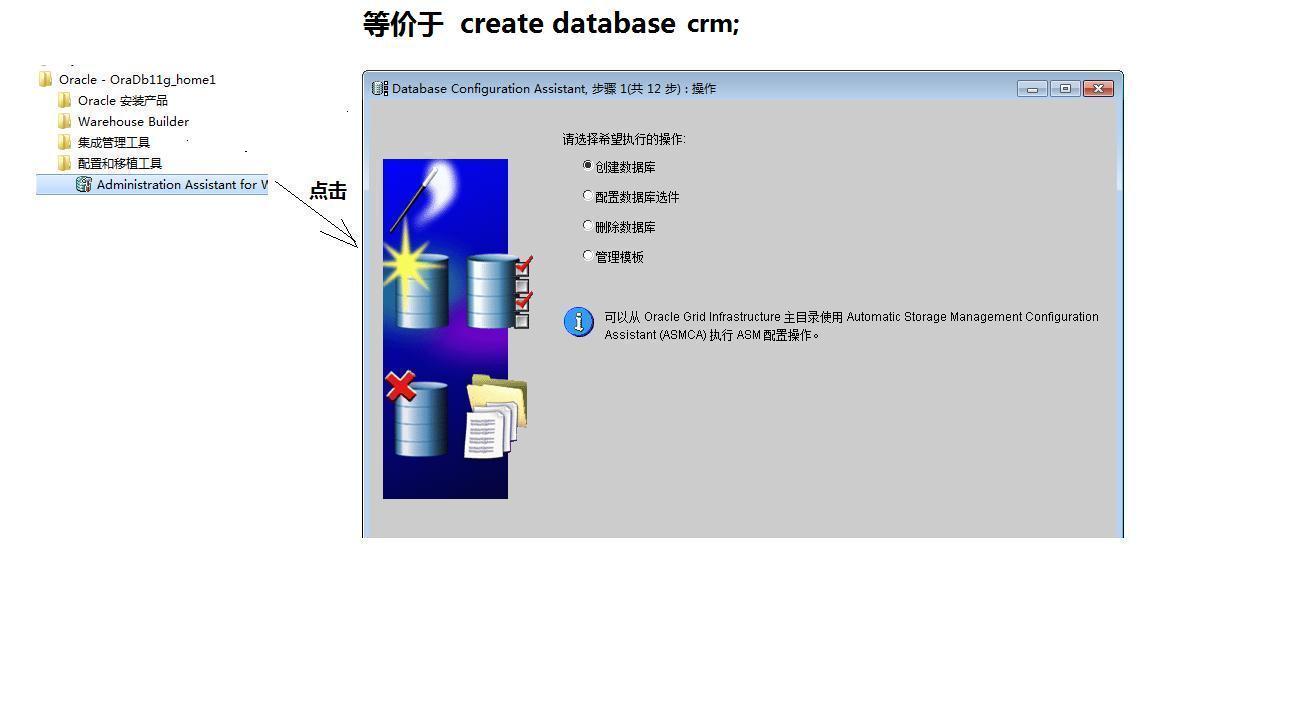 等价于 create database crm;
Oracle - OraDb11g_home1
Oracle 安装产品
Warehouse Builder
集成管理工具
配置和移植工具
Administration Assistant for W
点击
Database Configuration Assistant, 步骤 1(共 12 步) : 操作
请选择希望执行的操作:
创建数据库
配置数据库选件
删除数据库
管理模板
可以从 Oracle Grid Infrastructure 主目录使用 Automatic Storage Management Configuration
Assistant (ASMCA) 执行 ASM 配置操作。